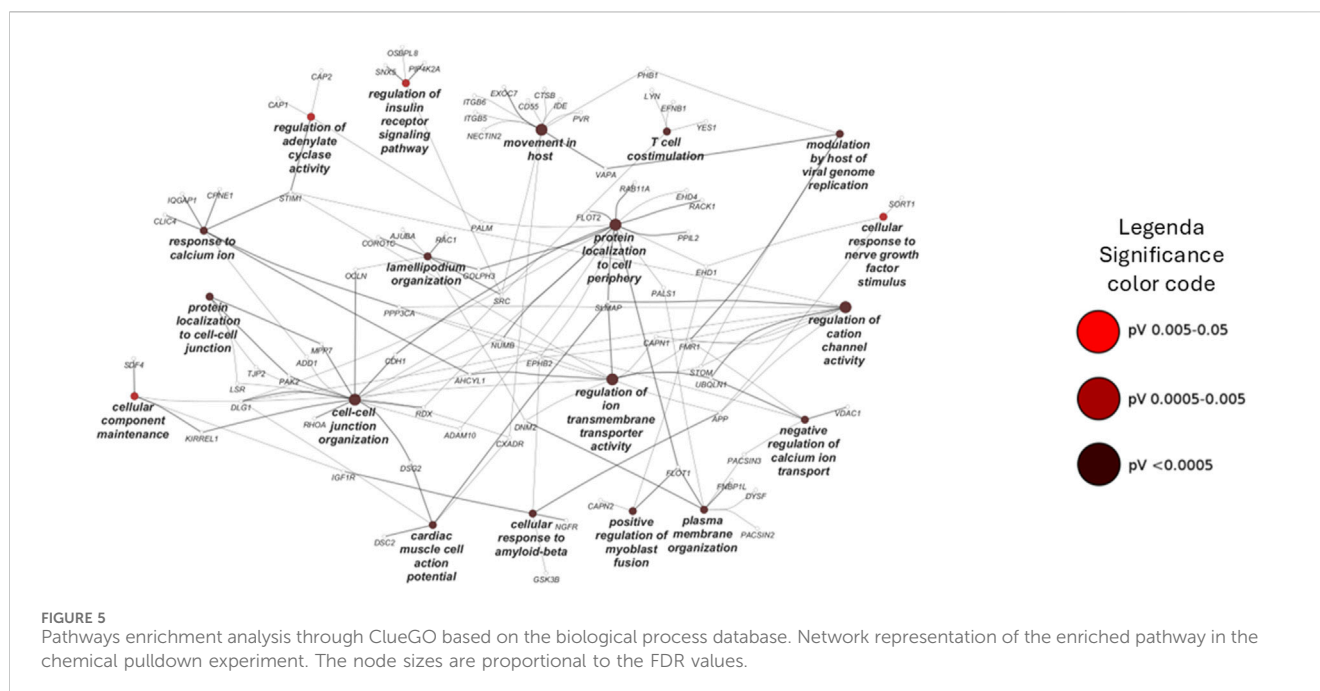 OSBPL8
SNX5
PIP4K2A
regulation of
insulin
receptor
signaling
pathway
CAP2
CAP1
regulation of
adenylate
cyclase
activity
EXOC7
CTSB
ITGB6
CD55
IDE
ITGB5
PVR
NECTIN2
movement in
host
PHB1
LYN
EFNB1
YES1
T cell
costimulation
modulation
by host of
viral genome
replication
VAPA
IQGAP1
CPNE1
CLIC4
STIM1
response to
calcium ion
RAB11A
EHD4
RACK1
FLOT2
PPIL2
protein
localization
to cell
periphery
SORT1
cellular
response to
nerve growth
factor
stimulus
PALM
AJUBA
RAC1
CORO1C
lamellipodium
organization
GOLPH3
OCLN
EHD1
SRC
PALS1
SLMAP
PPP3CA
protein
localization
to cell-cell
junction
regulation of
cation
channel
activity
NUMB
CAPN1
FMR1
MPP7
ADD1
CDH1
EPHB2
SDF4
TJP2
PAK2
AHCYL1
STOM
UBQLN1
LSR
DLG1
cellular
component
maintenance
KIRREL1
RHOA
cell-cell
junction
organization
RDX
ADAM10
CXADR
DNM2
regulation of
ion
transmembrane
transporter
activity
APP
VDAC1
negative
regulation of
calcium ion
transport
PACSIN3
IGF1R
DSG2
FLOT1
FNBP1L
DYSF
CAPN2
PACSIN2
DSC2
cardiac
muscle cell
action
potential
cellular
response to
amyloid-beta
NGFR
GSK3B
positive
regulation of
myoblast
fusion
plasma
membrane
organization
Legenda
Significance
color code
pV 0.005-0.05
pV 0.0005-0.005
pV <0.0005
FIGURE 5
Pathways enrichment analysis through ClueGO based on the biological process database. Network representation of the enriched pathway in the
chemical pulldown experiment. The node sizes are proportional to the FDR values.